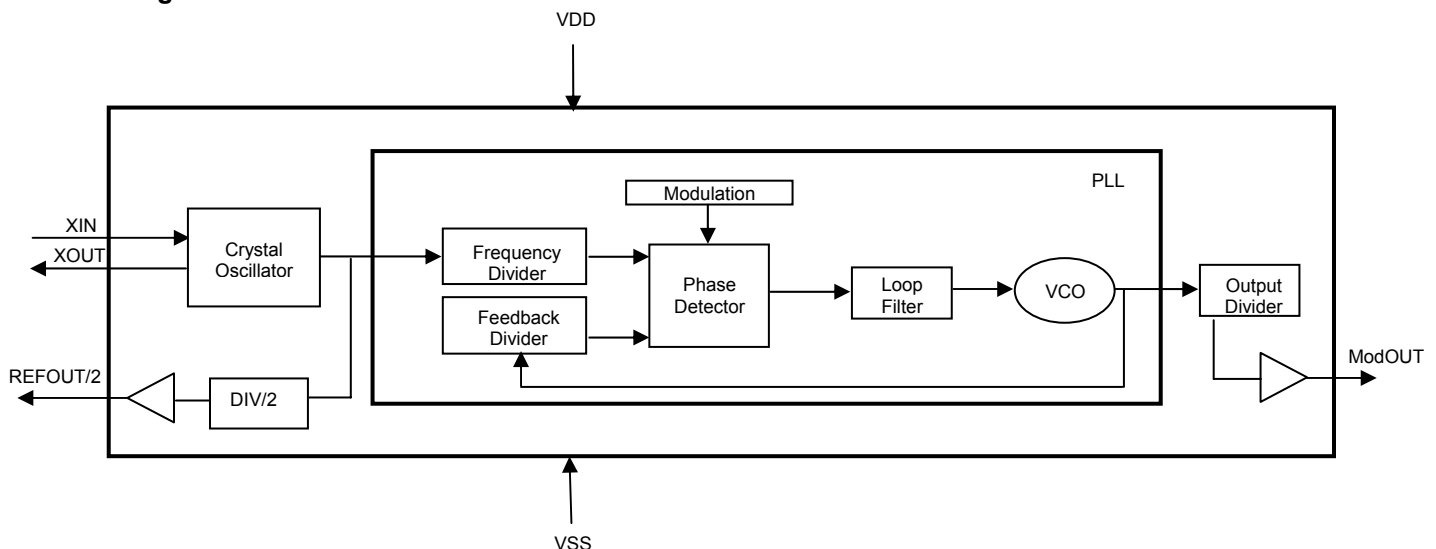 VDD
PLL
Modulation
XIN
XOUT
Crystal
Oscillator
Frequency
Divider
Phase
Detector
Loop
Filter
VCO
Output
Divider
Feedback
Divider
REFOUT/2
DIV/2
ModOUT
VSS